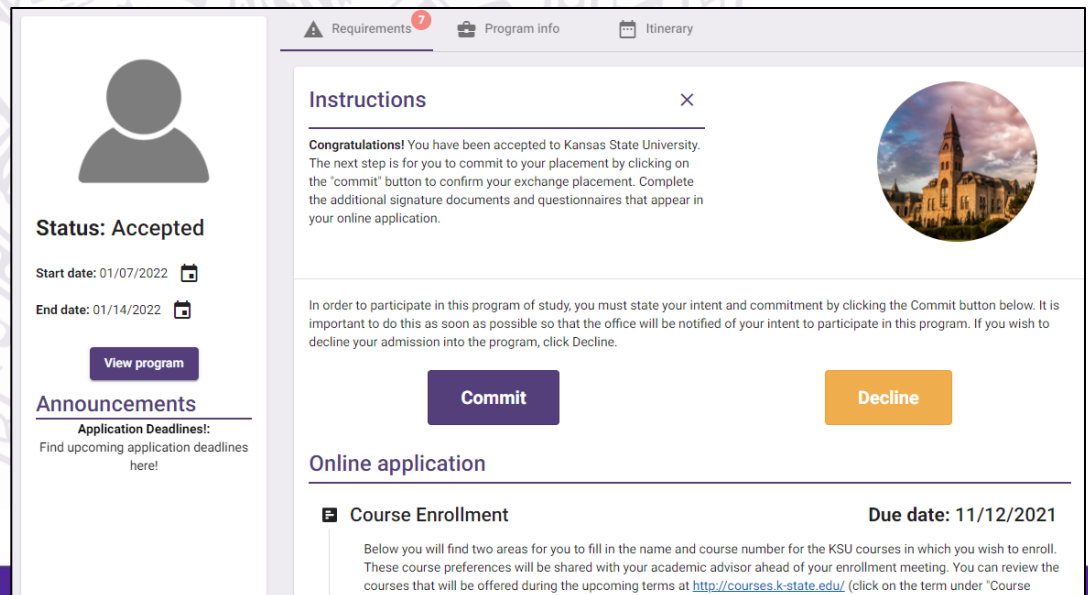 Requirements 7
Program info
Itinerary
Status: Accepted
Start date: 01/07/2022
End date: 01/14/2022
View program
Announcements
Application Deadlines!:
Find upcoming application deadlines
here!
Instructions
Congratulations! You have been accepted to Kansas State University.
The next step is for you to commit to your placement by clicking on
the "commit" button to confirm your exchange placement. Complete
the additional signature documents and questionnaires that appear in
your online application.
In order to participate in this program of study, you must state your intent and commitment by clicking the Commit button below. It is
important to do this as soon as possible so that the office will be notified of your intent to participate in this program. If you wish to
decline your admission into the program, click Decline.
Commit
Decline
Online application
Course Enrollment
Due date: 11/12/2021
Below you will find two areas for you to fill in the name and course number for the KSU courses in which you wish to enroll.
These course preferences will be shared with your academic advisor ahead of your enrollment meeting. You can review the
courses that will be offered during the upcoming terms at http://courses.k-state.edu/ (click on the term under "Course